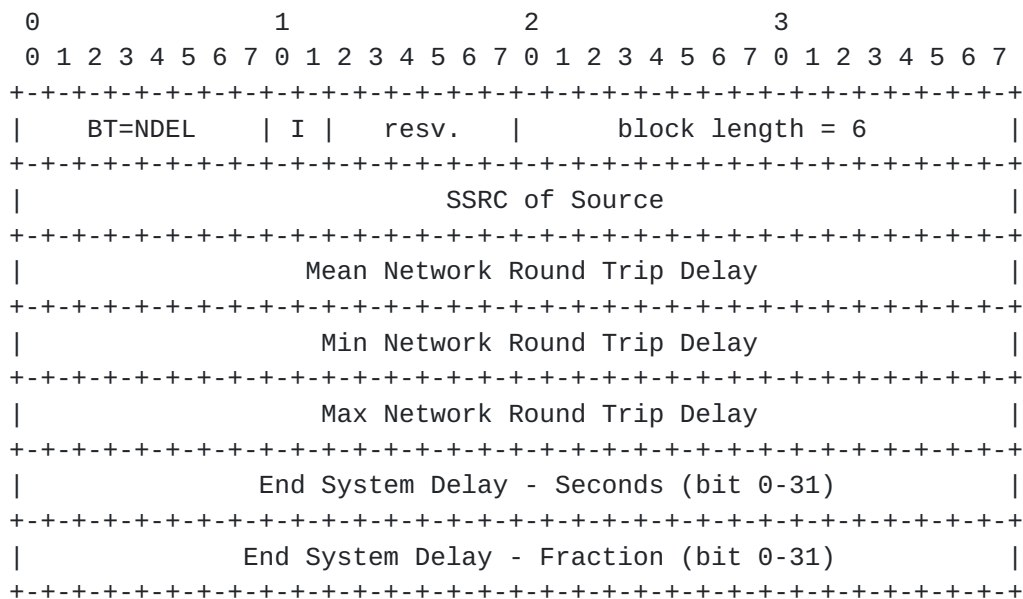 0               1               2               3
 0 1 2 3 4 5 6 7 0 1 2 3 4 5 6 7 0 1 2 3 4 5 6 7 0 1 2 3 4 5 6 7
+-+-+-+-+-+-+-+-+-+-+-+-+-+-+-+-+-+-+-+-+-+-+-+-+-+-+-+-+-+-+-+-+
|    BT=NDEL    | I |   resv.   |      block length = 6         |
+-+-+-+-+-+-+-+-+-+-+-+-+-+-+-+-+-+-+-+-+-+-+-+-+-+-+-+-+-+-+-+-+
|                           SSRC of Source                      |
+-+-+-+-+-+-+-+-+-+-+-+-+-+-+-+-+-+-+-+-+-+-+-+-+-+-+-+-+-+-+-+-+
|                  Mean Network Round Trip Delay                |
+-+-+-+-+-+-+-+-+-+-+-+-+-+-+-+-+-+-+-+-+-+-+-+-+-+-+-+-+-+-+-+-+
|                   Min Network Round Trip Delay                |
+-+-+-+-+-+-+-+-+-+-+-+-+-+-+-+-+-+-+-+-+-+-+-+-+-+-+-+-+-+-+-+-+
|                   Max Network Round Trip Delay                |
+-+-+-+-+-+-+-+-+-+-+-+-+-+-+-+-+-+-+-+-+-+-+-+-+-+-+-+-+-+-+-+-+
|               End System Delay - Seconds (bit 0-31)           |
+-+-+-+-+-+-+-+-+-+-+-+-+-+-+-+-+-+-+-+-+-+-+-+-+-+-+-+-+-+-+-+-+
|              End System Delay - Fraction (bit 0-31)           |
+-+-+-+-+-+-+-+-+-+-+-+-+-+-+-+-+-+-+-+-+-+-+-+-+-+-+-+-+-+-+-+-+